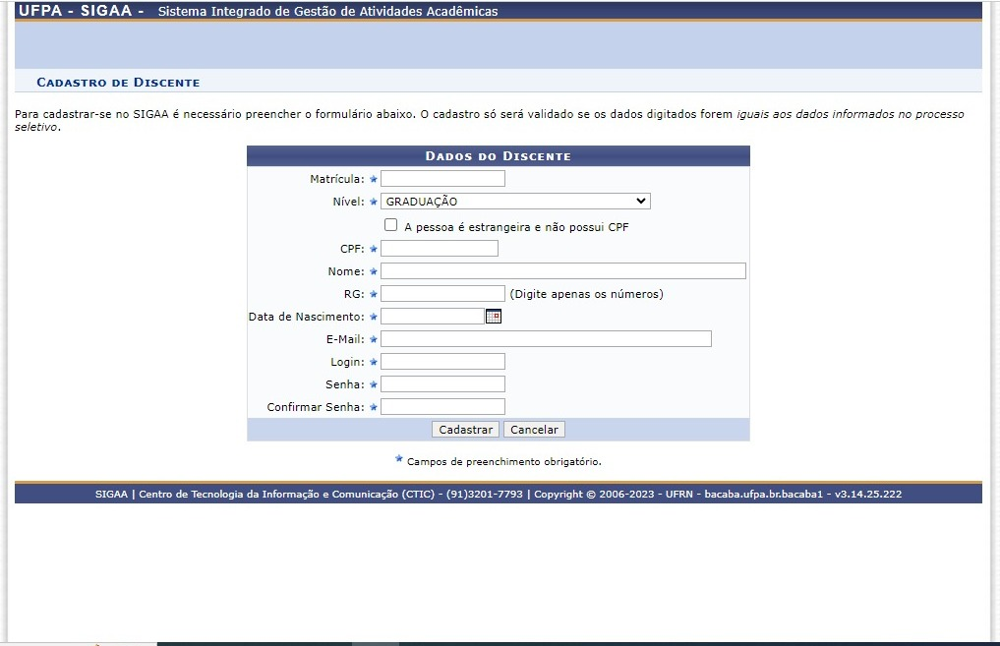 UFPA - SIGAA - Sistema Integrado de Gestão de Atividades Acadêmicas
Cadastro de Discente
Para cadastrar-se no SIGAA é necessário preencher o formulário abaixo. O cadastro só será validado se os dados digitados forem iguais aos dados informados no processo
seletivo.
Dados do Discente
Matrícula:
Nível: GRADUAÇÃO
A pessoa é estrangeira e não possui CPF
CPF:
Nome:
RG: (Digite apenas os números)
Data de Nascimento:
E-Mail:
Login:
Senha:
Confirmar Senha:
Cadastrar Cancelar
Campos de preenchimento obrigatório.
SIGAA | Centro de Tecnologia da Informação e Comunicação (CTIC) - (91)3201-7793 | Copyright © 2006-2023 - UFRN - bacaba.ufpa.br.bacaba1 - v3.14.25.222